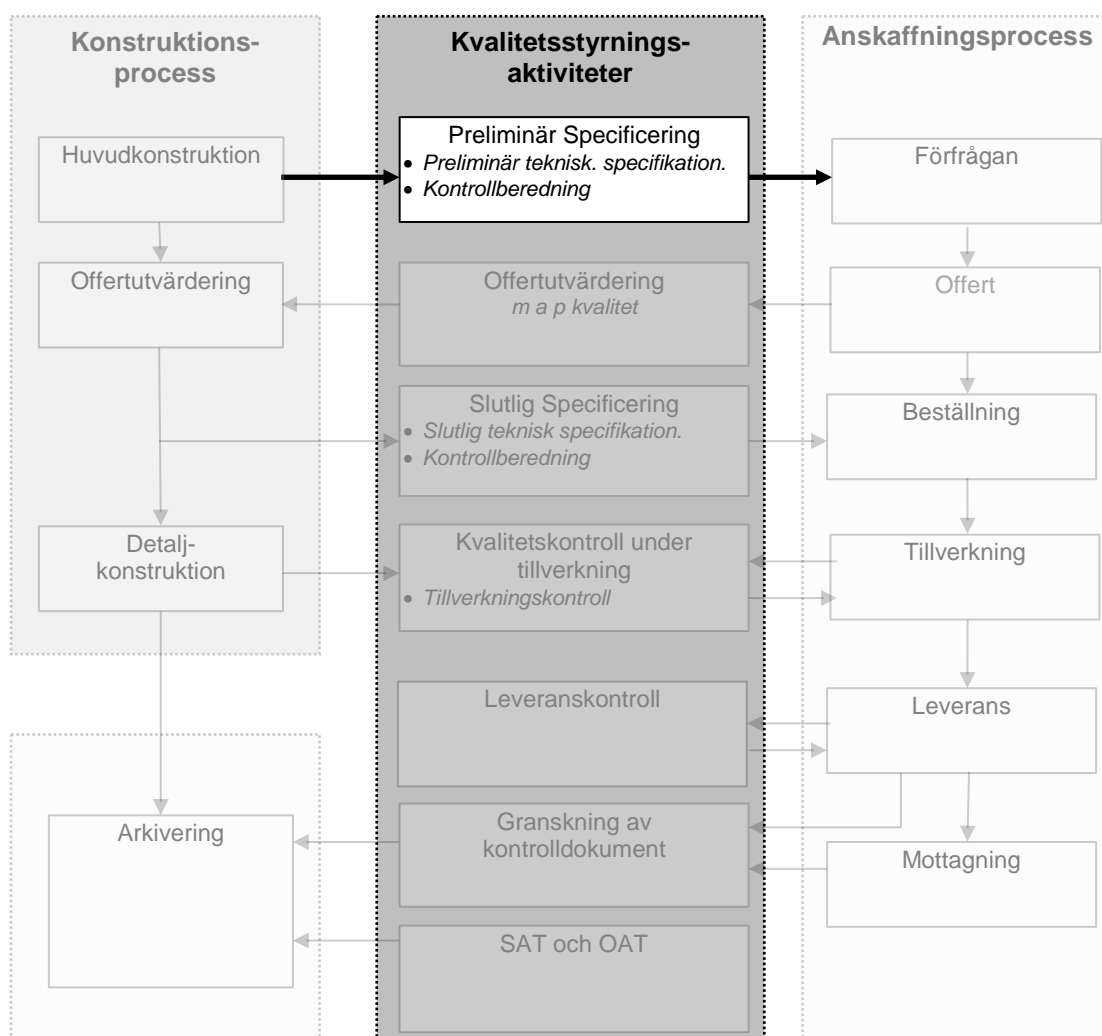 Konstruktions-
process
Huvudkonstruktion
Offertutvärdering
Detalj-
konstruktion
Arkivering
Kvalitetsstyrnings-
aktiviteter
Preliminär Specificering
• Preliminär teknisk. specifikation.
• Kontrollberedning
Offertutvärdering
m a p kvalitet
Slutlig Specificering
• Slutlig teknisk specifikation.
• Kontrollberedning
Kvalitetskontroll under
tillverkning
• Tillverkningskontroll
Leveranskontroll
Granskning av
kontrolldokument
SAT och OAT
Anskaffningsprocess
Förfrågan
Offert
Beställning
Tillverkning
Leverans
Mottagning